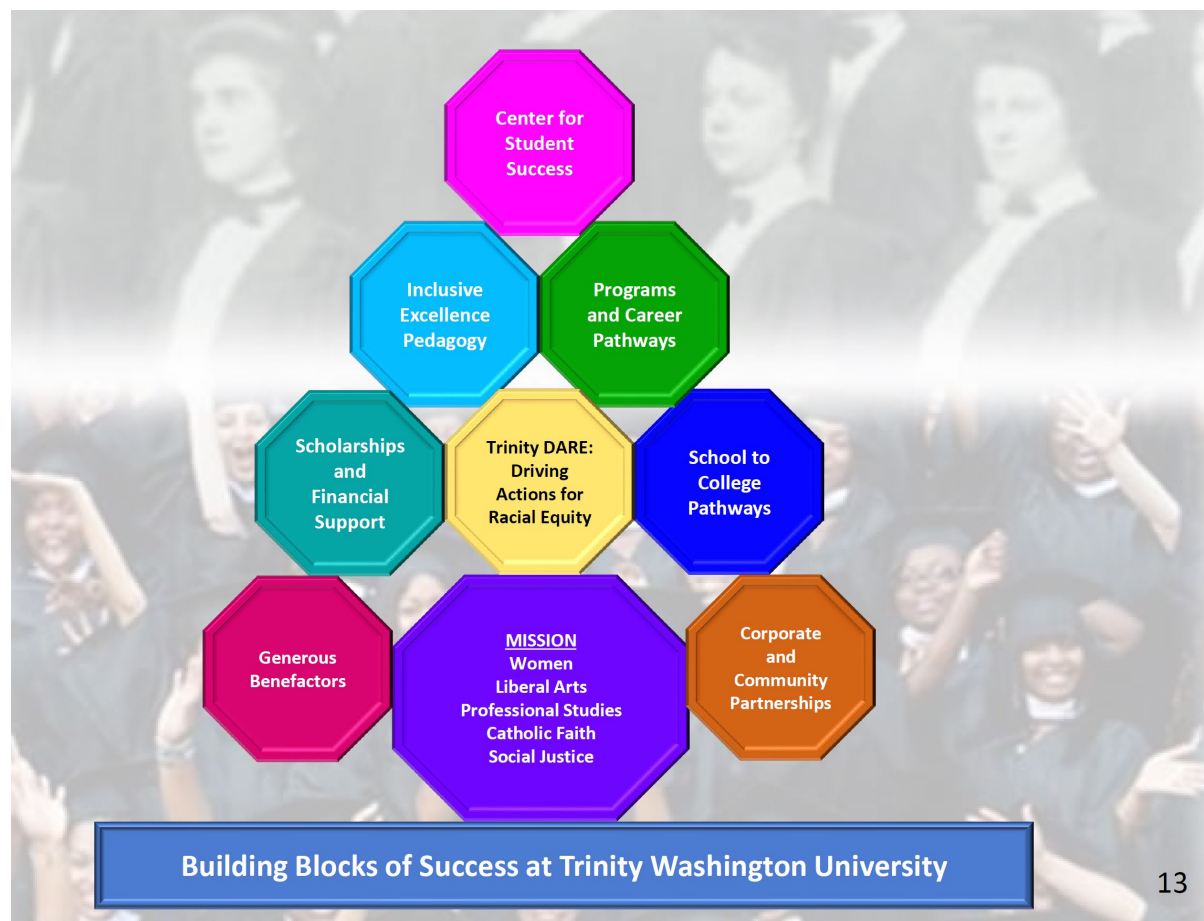 Center for
Student
Success
Inclusive
Excellence
Pedagogy
Programs
and Career
Pathways
Scholarships
and
Financial
Support
Trinity DARE:
Driving
Actions for
Racial Equity
School to
College
Pathways
Generous
Benefactors
MISSION
Women
Liberal Arts
Professional Studies
Catholic Faith
Social Justice
Corporate
and
Community
Partnerships
Building Blocks of Success at Trinity Washington University
13